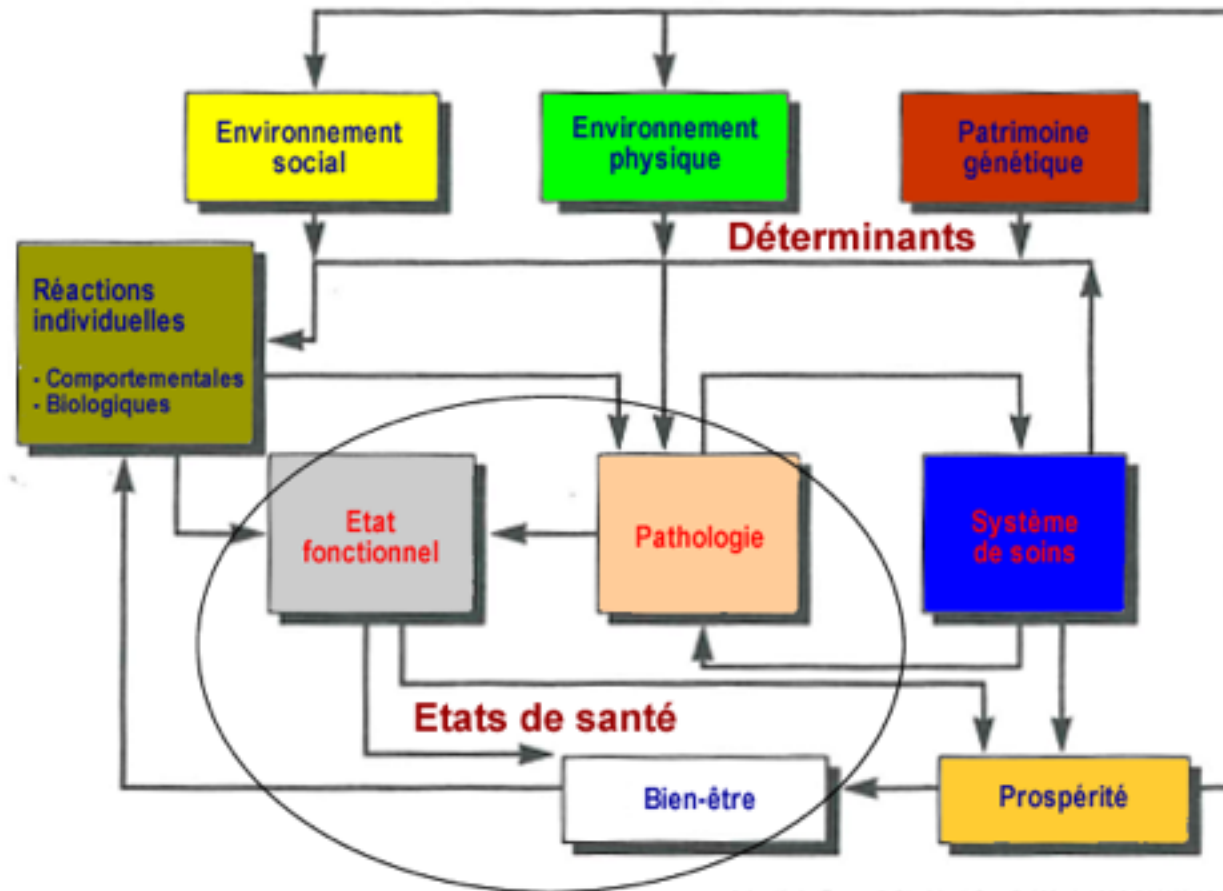 Environnement
social
Environnement
physique
Patrimoine
génétique
Déterminants
Réactions
individuelles
- Comportementales
- Biologiques
Etat
fonctionnel
Pathologie
Système
de soins
Etats de santé
Bien-être
Prospérité